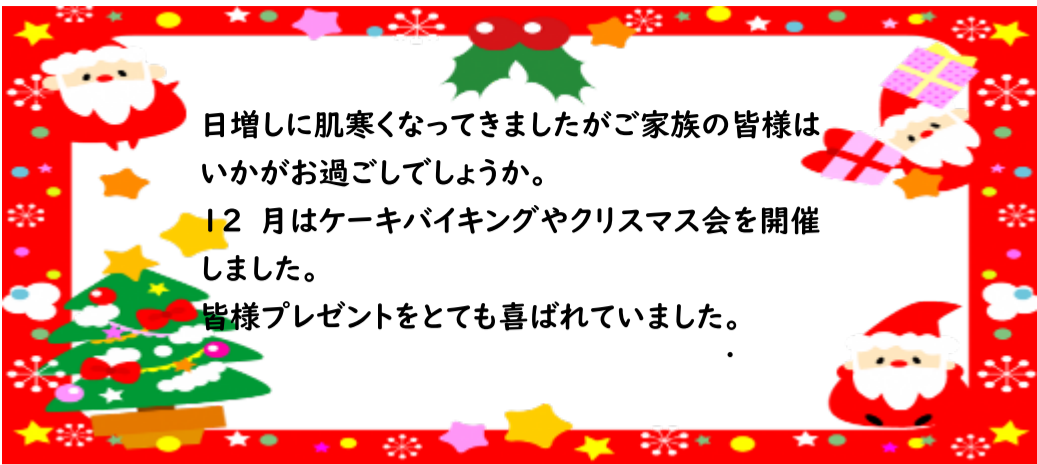 日増しに肌寒くなってきましたがご家族の皆様は
いかがお過ごしでしょうか。
12 月はケーキバイキングやクリスマス会を開催
しました。
皆様プレゼントをとても喜ばれていました。
.